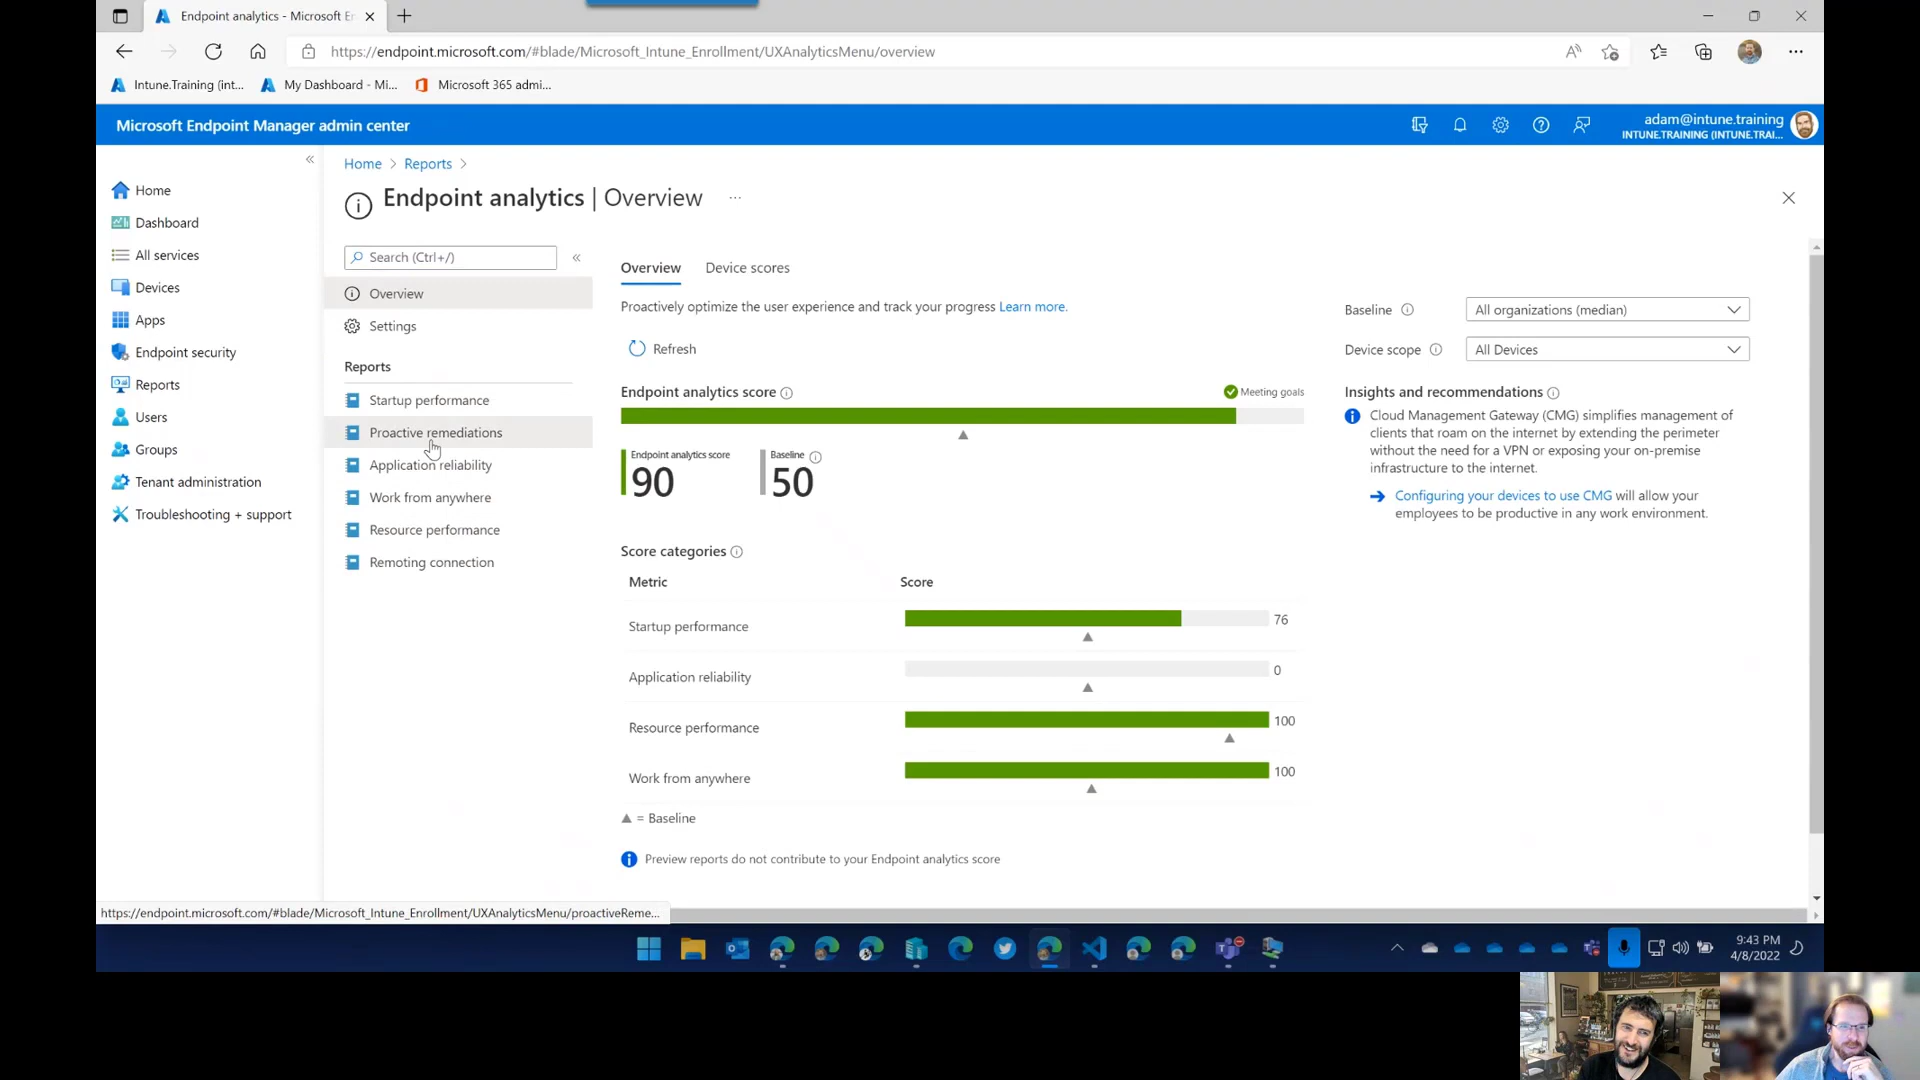 Endpoint analytics - Microsoft E
https://endpoint.microsoft.com/#blade/Microsoft_Intune_Enrollment/UXAnalyticsMenu/overview
Intune.Training (int...
My Dashboard - Mi...
Microsoft 365 admi...
Microsoft Endpoint Manager admin center
adam@intune.training
INTUNE.TRAINING (INTUNE.TRAI...
Home
Dashboard
All services
Devices
Apps
Endpoint security
Reports
Users
Groups
Tenant administration
Troubleshooting + support
Home > Reports >
Endpoint analytics | Overview ...
Search (Ctrl+/)
Overview
Settings
Reports
Startup performance
Proactive remediations
Application reliability
Work from anywhere
Resource performance
Remoting connection
Overview
Device scores
Proactively optimize the user experience and track your progress Learn more.
Refresh
Endpoint analytics score
Meeting goals
Endpoint analytics score
90
Baseline
50
Score categories
Metric
Score
Startup performance
76
Application reliability
0
Resource performance
100
Work from anywhere
100
▲ = Baseline
Preview reports do not contribute to your Endpoint analytics score
Baseline
All organizations (median)
Device scope
All Devices
Insights and recommendations
Cloud Management Gateway (CMG) simplifies management of
clients that roam on the internet by extending the perimeter
without the need for a VPN or exposing your on-premise
infrastructure to the internet.
Configuring your devices to use CMG will allow your
employees to be productive in any work environment.
https://endpoint.microsoft.com/#blade/Microsoft_Intune_Enrollment/UXAnalyticsMenu/proactiveReme...
9:43 PM
4/8/2022